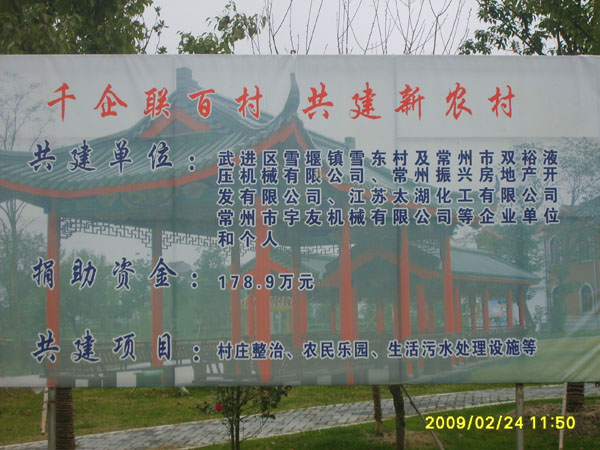 千企联百村 共建新农村
共建单位：武进区雪堰镇雪东村及常州市双裕液
压机械有限公司、常州振兴房地产开
发有限公司、江苏太湖化工有限公司
常州市宇友机械有限公司等企业单位
和个人
捐助资金：178.9万元
共建项目：村庄整治、农民乐园、生活污水处理设施等
2009/02/24 11:50